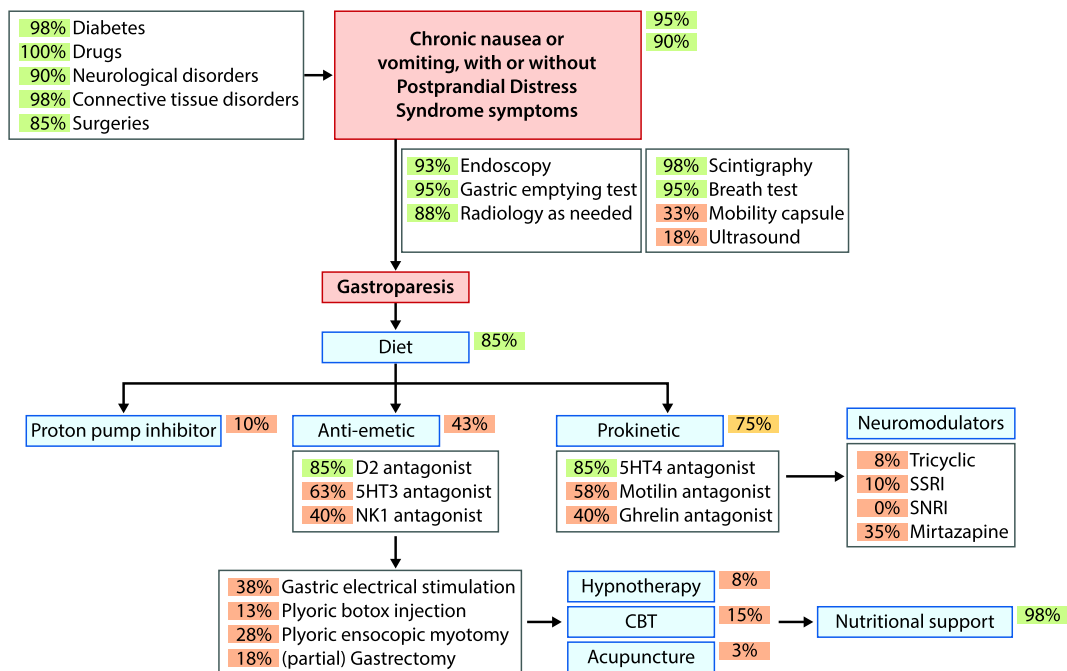 98% Diabetes
100% Drugs
90% Neurological disorders
98% Connective tissue disorders
85% Surgeries
Chronic nausea or
vomiting, with or without
Postprandial Distress
Syndrome symptoms
95%
90%
93% Endoscopy
95% Gastric emptying test
88% Radiology as needed
98% Scintigraphy
95% Breath test
33% Mobility capsule
18% Ultrasound
Gastroparesis
Diet 85%
Proton pump inhibitor 10%
Anti-emetic 43%
85% D2 antagonist
63% 5HT3 antagonist
40% NK1 antagonist
Prokinetic 75%
85% 5HT4 antagonist
58% Motilin antagonist
40% Ghrelin antagonist
Neuromodulators
8% Tricyclic
10% SSRI
0% SNRI
35% Mirtazapine
38% Gastric electrical stimulation
13% Plyoric botox injection
28% Plyoric ensocopic myotomy
18% (partial) Gastrectomy
Hypnotherapy 8%
CBT 15%
Acupuncture 3%
Nutritional support 98%